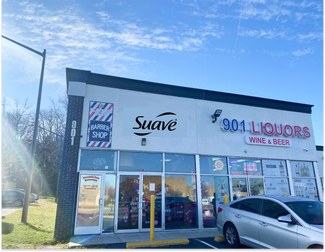 BARBER
SHOP
Suave
901 LIQUORS
WINE & BEER
901